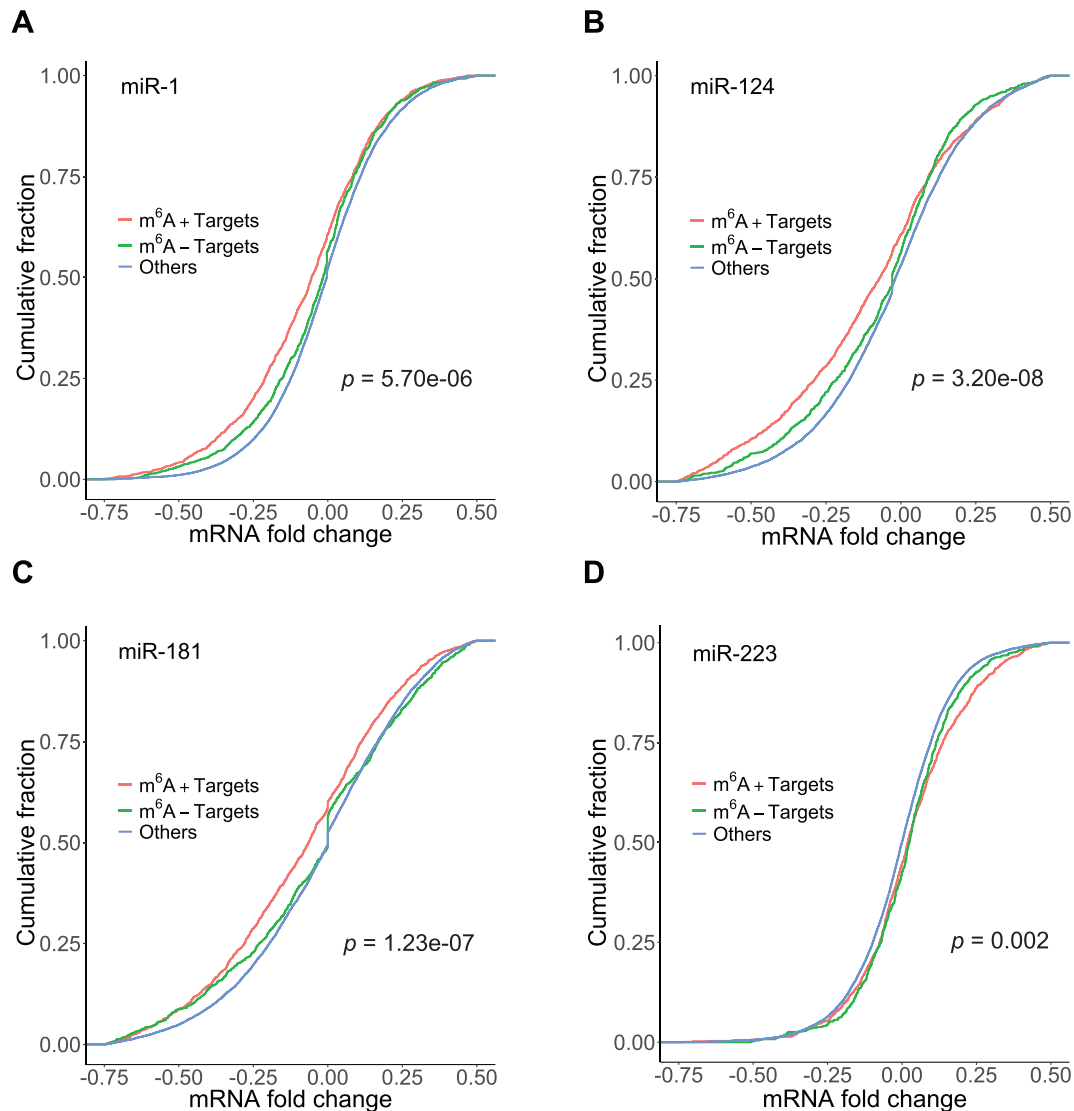 A
miR-1
1.00
0.75
0.50
0.25
0.00
Cumulative fraction
m⁶A + Targets
m⁶A – Targets
Others
p = 5.70e-06
-0.75 -0.50 -0.25 0.00 0.25 0.50
mRNA fold change
B
miR-124
1.00
0.75
0.50
0.25
0.00
Cumulative fraction
m⁶A + Targets
m⁶A – Targets
Others
p = 3.20e-08
-0.75 -0.50 -0.25 0.00 0.25 0.50
mRNA fold change
C
miR-181
1.00
0.75
0.50
0.25
0.00
Cumulative fraction
m⁶A + Targets
m⁶A – Targets
Others
p = 1.23e-07
-0.75 -0.50 -0.25 0.00 0.25 0.50
mRNA fold change
D
miR-223
1.00
0.75
0.50
0.25
0.00
Cumulative fraction
m⁶A + Targets
m⁶A – Targets
Others
p = 0.002
-0.75 -0.50 -0.25 0.00 0.25 0.50
mRNA fold change